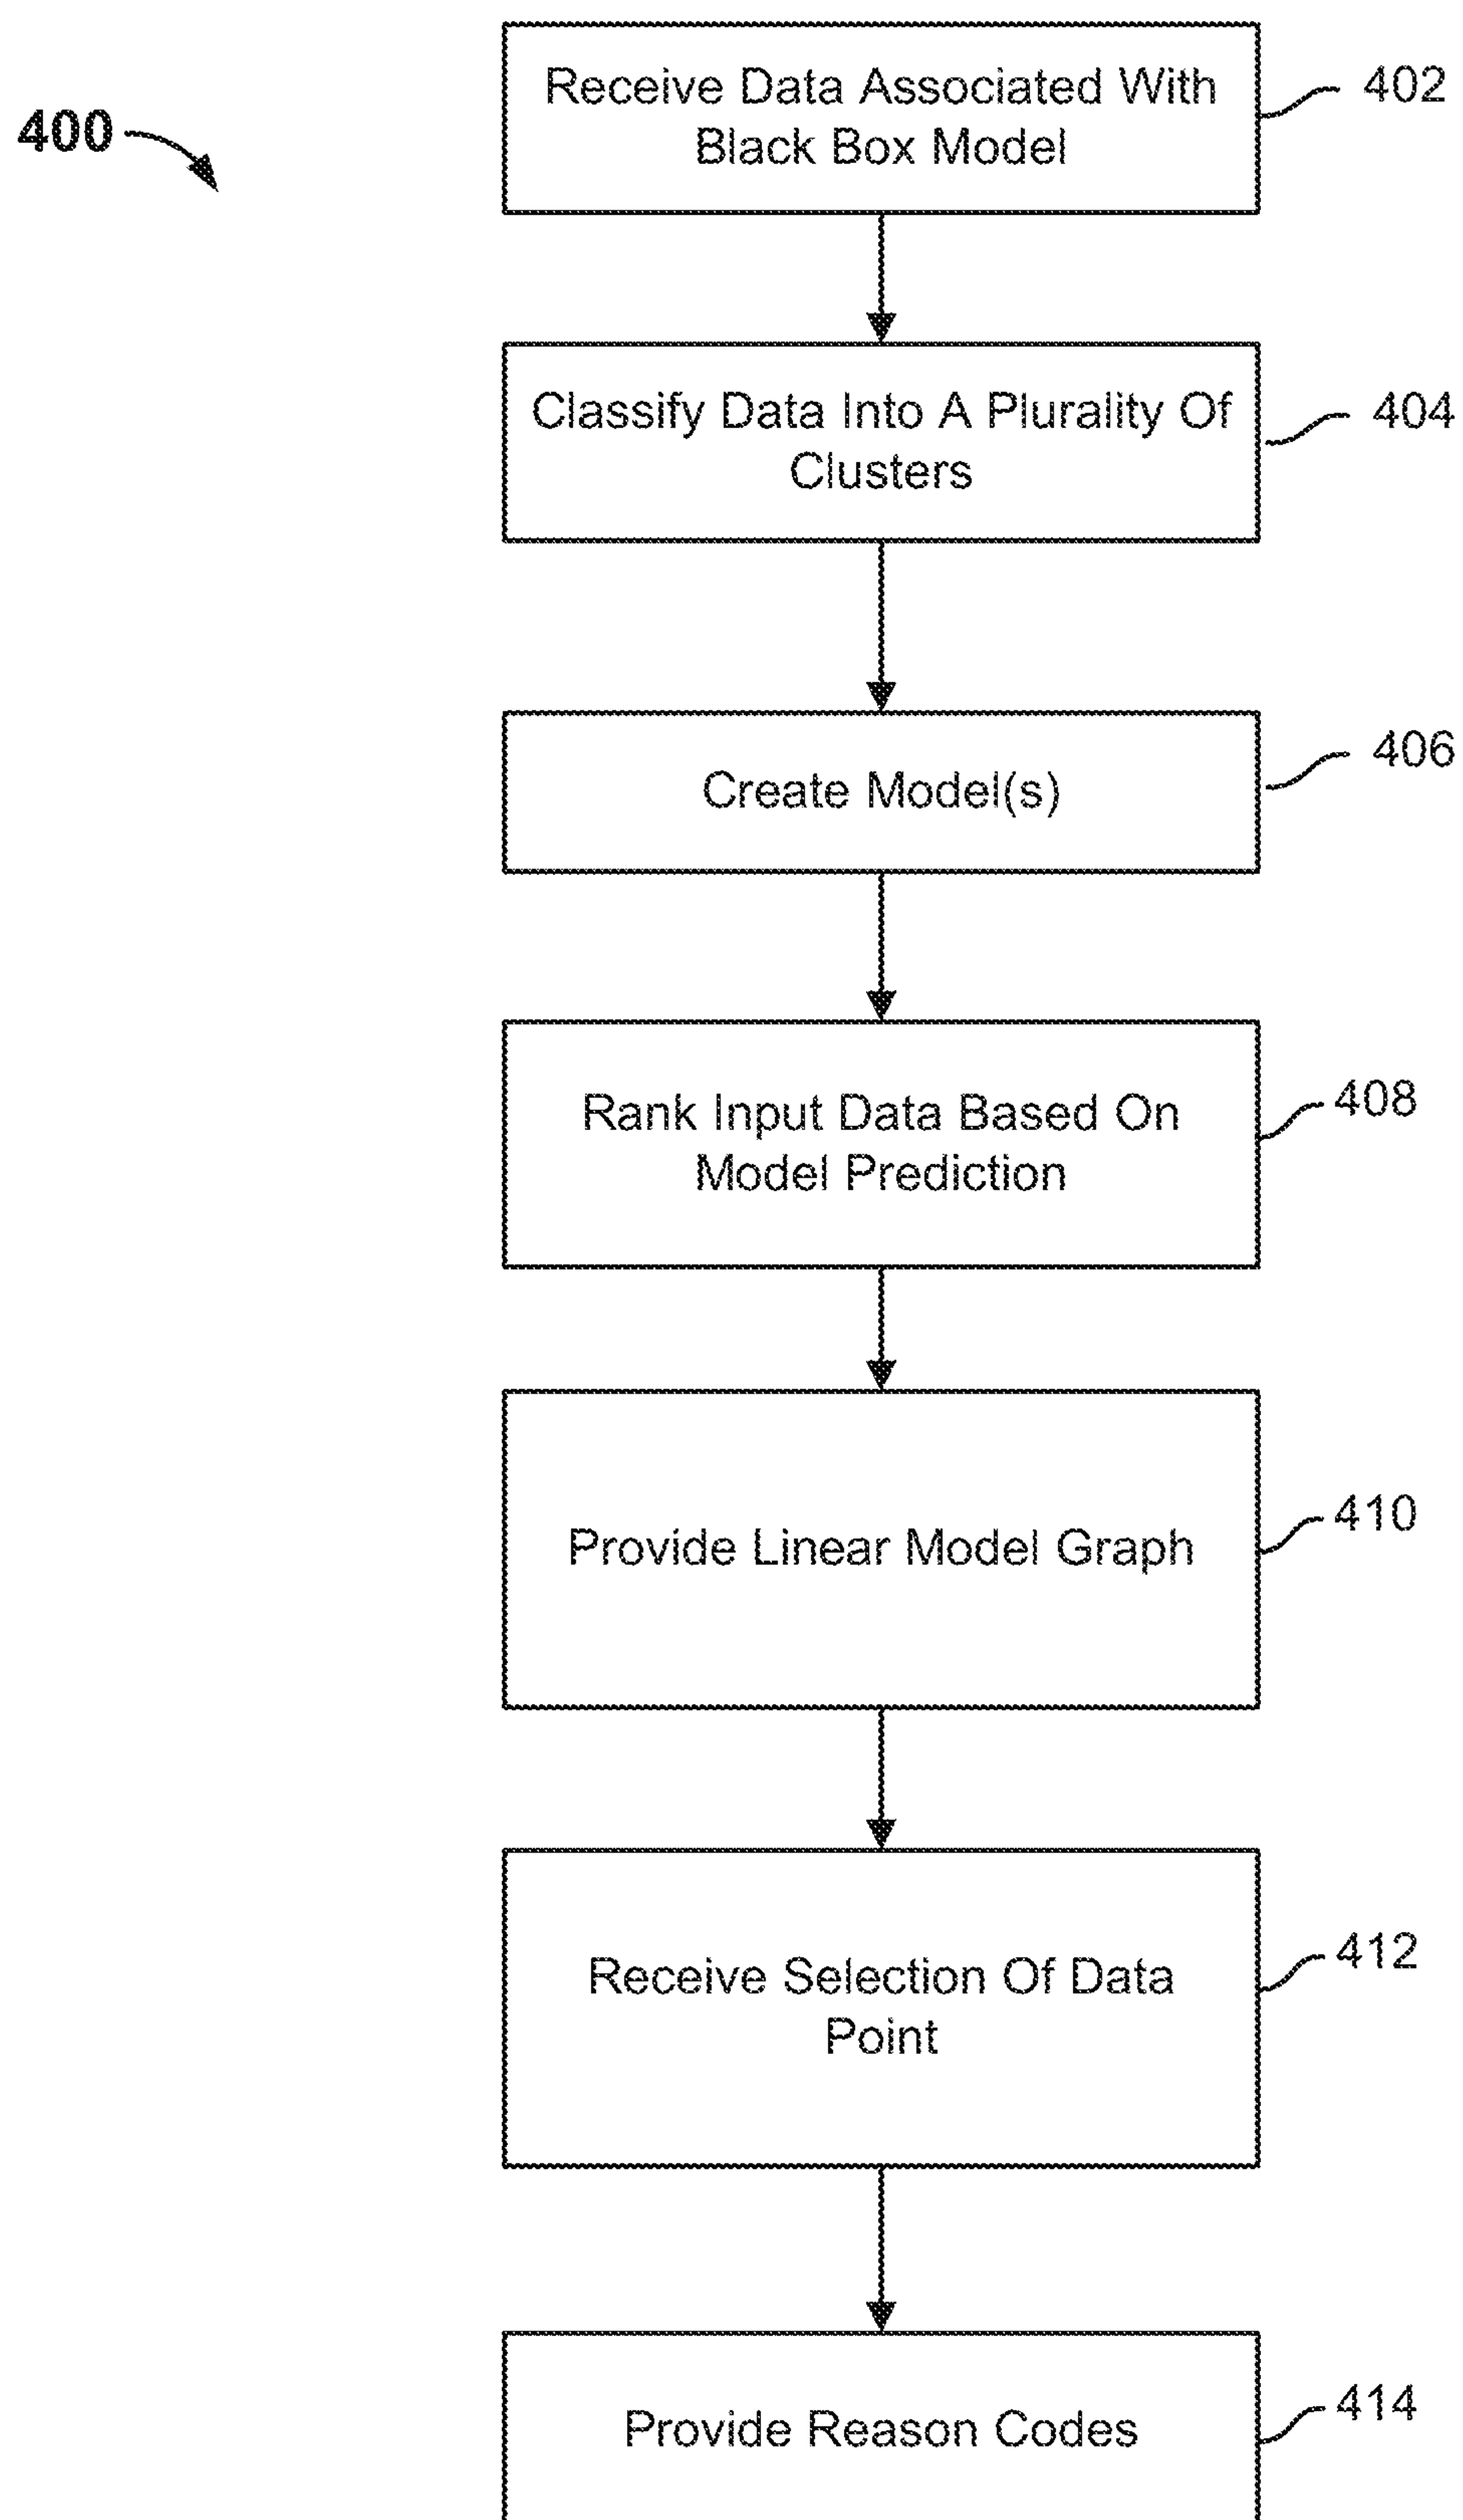 400
Receive Data Associated With
Black Box Model
402
Classify Data Into A Plurality Of
Clusters
404
Create Model(s)
406
Rank Input Data Based On
Model Prediction
408
Provide Linear Model Graph
410
Receive Selection Of Data
Point
412
Provide Reason Codes
414